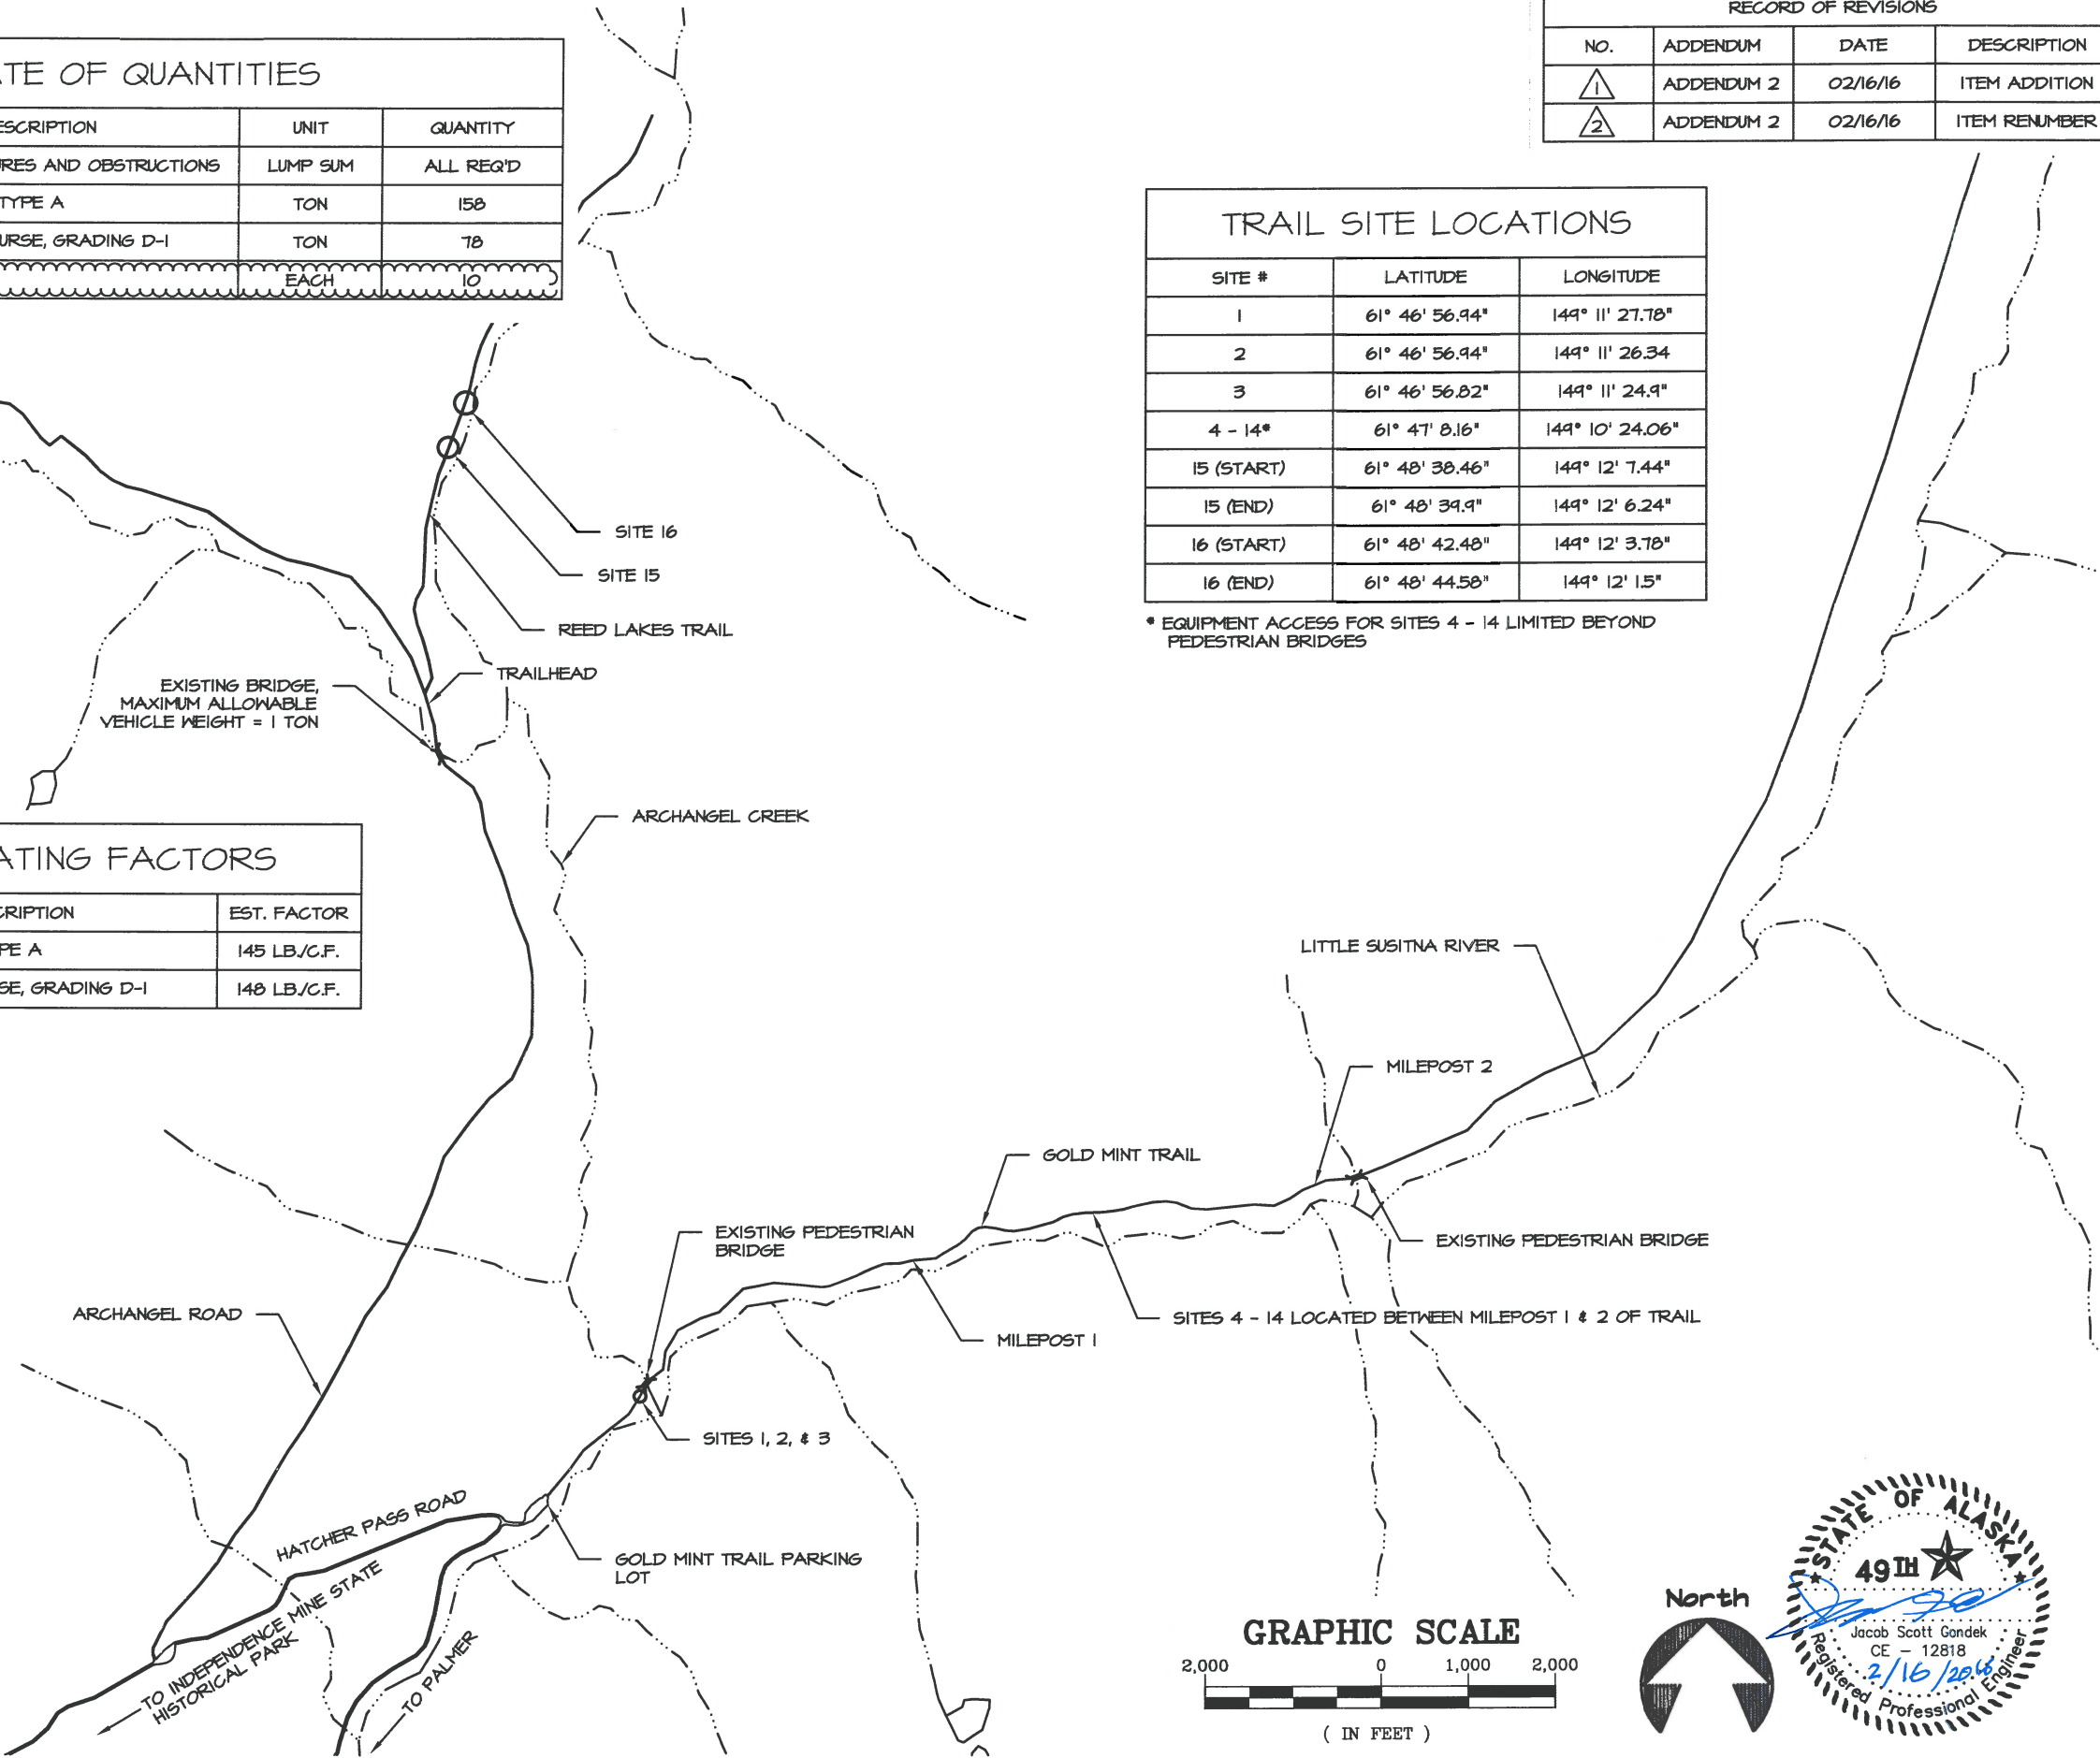 ATE OF QUANTITIES
ESCRIPTION UNIT QUANTITY
RES AND OBSTRUCTIONS LUMP SUM ALL REQ'D
TYPE A TON 158
URSE, GRADING D-1 TON 78
EACH 10
RECORD OF REVISIONS
NO. ADDENDUM DATE DESCRIPTION
1 ADDENDUM 2 02/16/16 ITEM ADDITION
2 ADDENDUM 2 02/16/16 ITEM RENUMBER
TRAIL SITE LOCATIONS
SITE # LATITUDE LONGITUDE
1 61° 46' 56.94" 149° 11' 27.78"
2 61° 46' 56.94" 149° 11' 26.34
3 61° 46' 56.82" 149° 11' 24.9"
4 - 14* 61° 47' 8.16" 149° 10' 24.06"
15 (START) 61° 48' 38.46" 149° 12' 7.44"
15 (END) 61° 48' 39.9" 149° 12' 6.24"
16 (START) 61° 48' 42.48" 149° 12' 3.78"
16 (END) 61° 48' 44.58" 149° 12' 1.5"
* EQUIPMENT ACCESS FOR SITES 4 - 14 LIMITED BEYOND
PEDESTRIAN BRIDGES
SITE 16
SITE 15
REED LAKES TRAIL
TRAILHEAD
EXISTING BRIDGE,
MAXIMUM ALLOWABLE
VEHICLE WEIGHT = 1 TON
ARCHANGEL CREEK
ATING FACTORS
CRIPTION EST. FACTOR
PE A 145 LB./C.F.
SE, GRADING D-1 148 LB./C.F.
LITTLE SUSITNA RIVER
MILEPOST 2
GOLD MINT TRAIL
EXISTING PEDESTRIAN
BRIDGE
EXISTING PEDESTRIAN BRIDGE
SITES 4 - 14 LOCATED BETWEEN MILEPOST 1 & 2 OF TRAIL
MILEPOST 1
ARCHANGEL ROAD
SITES 1, 2, & 3
HATCHER PASS ROAD
GOLD MINT TRAIL PARKING
LOT
TO INDEPENDENCE MINE STATE
HISTORICAL PARK
TO PALMER
GRAPHIC SCALE
2,000 0 1,000 2,000
( IN FEET )
North
STATE OF ALASKA
49TH
Jacob Scott Gondek
CE - 12818
2/16/2016
Registered Professional Engineer